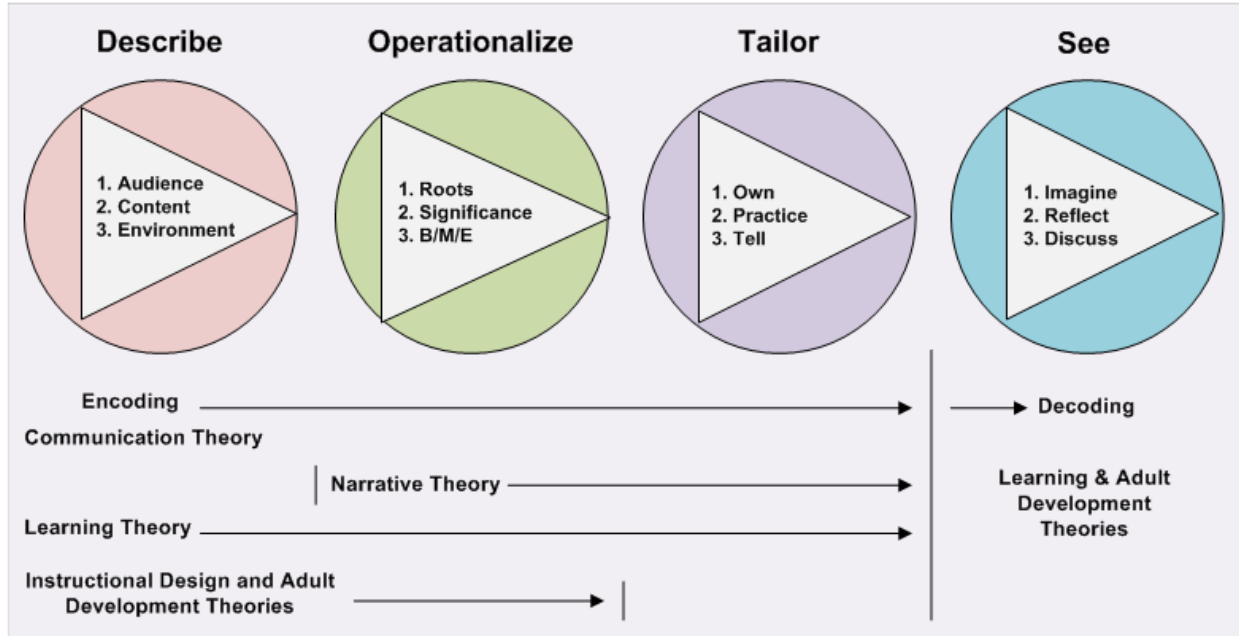 Describe
Operationalize
Tailor
See
1. Audience
2. Content
3. Environment
1. Roots
2. Significance
3. B/M/E
1. Own
2. Practice
3. Tell
1. Imagine
2. Reflect
3. Discuss
Encoding
Decoding
Communication Theory
Narrative Theory
Learning & Adult
Development
Theories
Learning Theory
Instructional Design and Adult
Development Theories